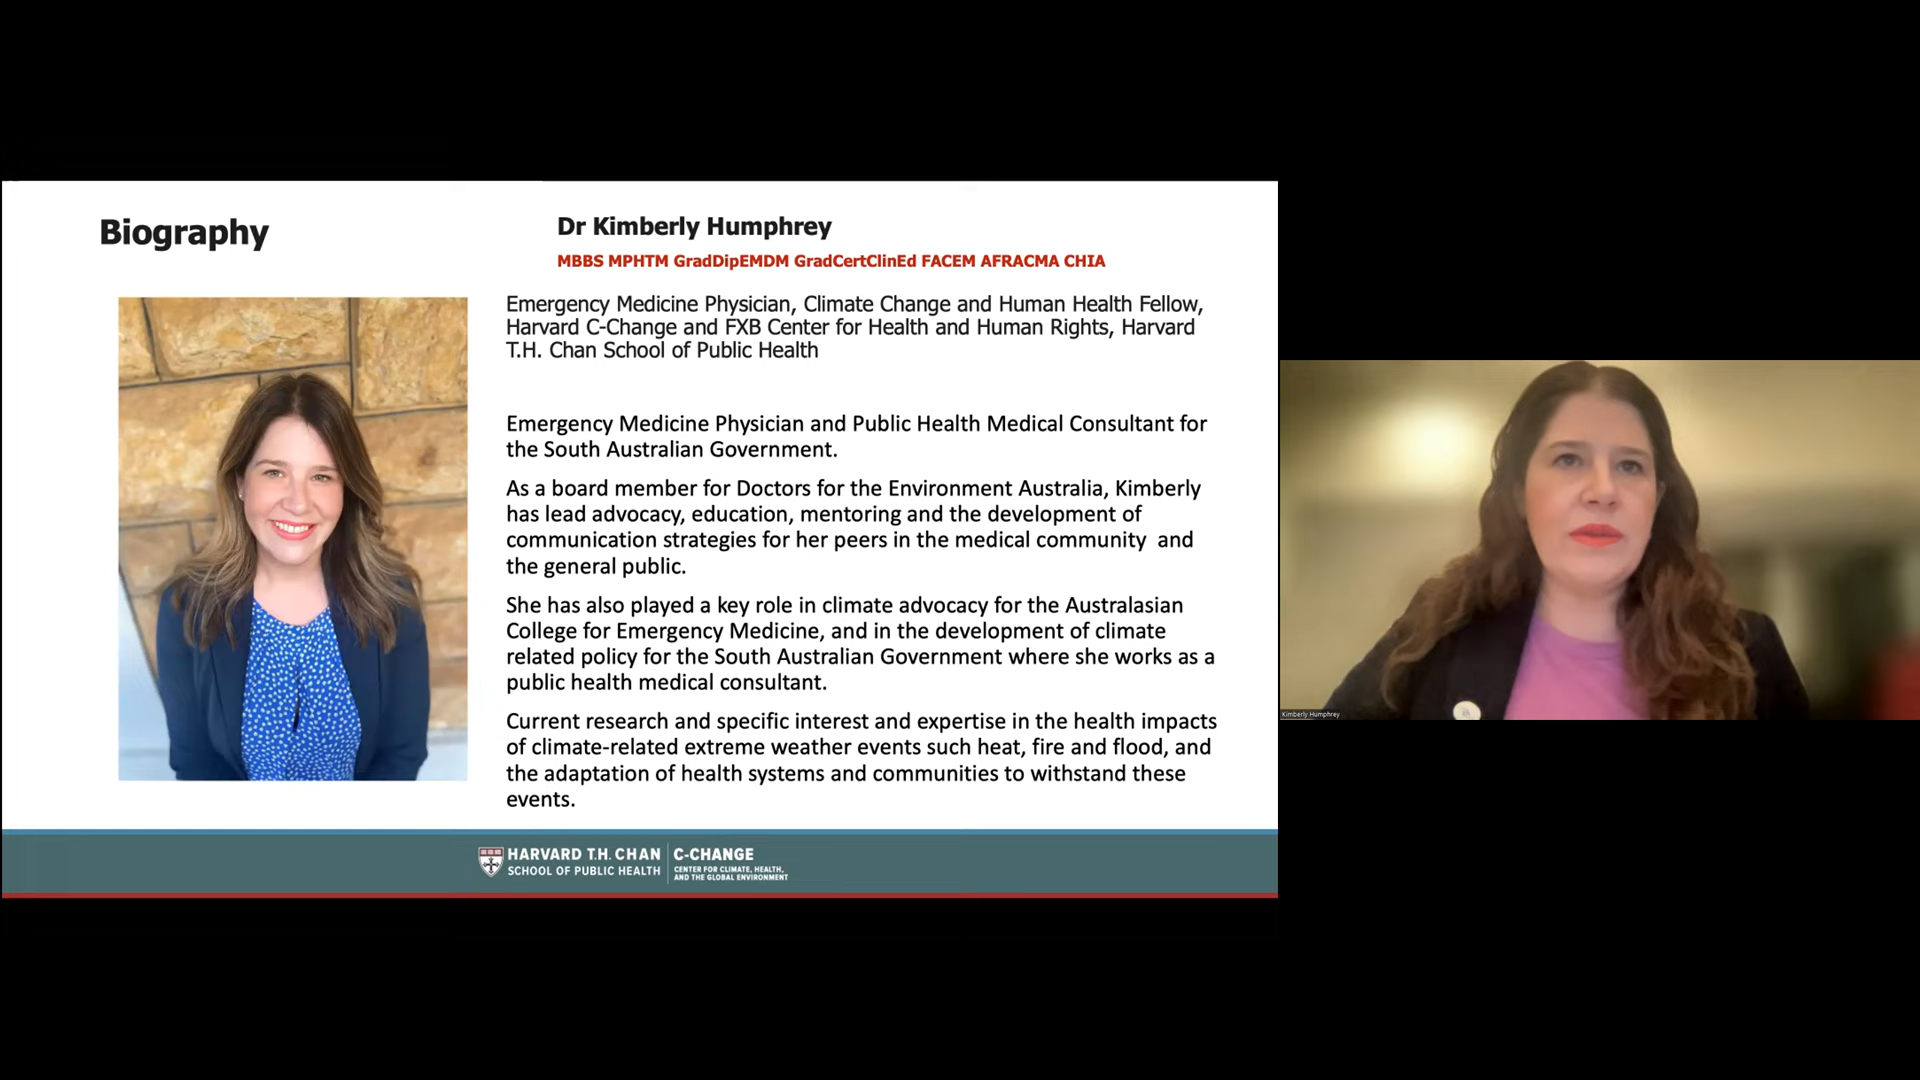 Biography
Dr Kimberly Humphrey
MBBS MPHTM GradDipEMDM GradCertClinEd FACEM AFRACMA CHIA
Emergency Medicine Physician, Climate Change and Human Health Fellow,
Harvard C-Change and FXB Center for Health and Human Rights, Harvard
T.H. Chan School of Public Health
Emergency Medicine Physician and Public Health Medical Consultant for
the South Australian Government.
As a board member for Doctors for the Environment Australia, Kimberly
has lead advocacy, education, mentoring and the development of
communication strategies for her peers in the medical community and
the general public.
She has also played a key role in climate advocacy for the Australasian
College for Emergency Medicine, and in the development of climate
related policy for the South Australian Government where she works as a
public health medical consultant.
Current research and specific interest and expertise in the health impacts
of climate-related extreme weather events such heat, fire and flood, and
the adaptation of health systems and communities to withstand these
events.
HARVARD T.H. CHAN
SCHOOL OF PUBLIC HEALTH
C-CHANGE
CENTER FOR CLIMATE, HEALTH,
AND THE GLOBAL ENVIRONMENT
Kimberly Humphrey